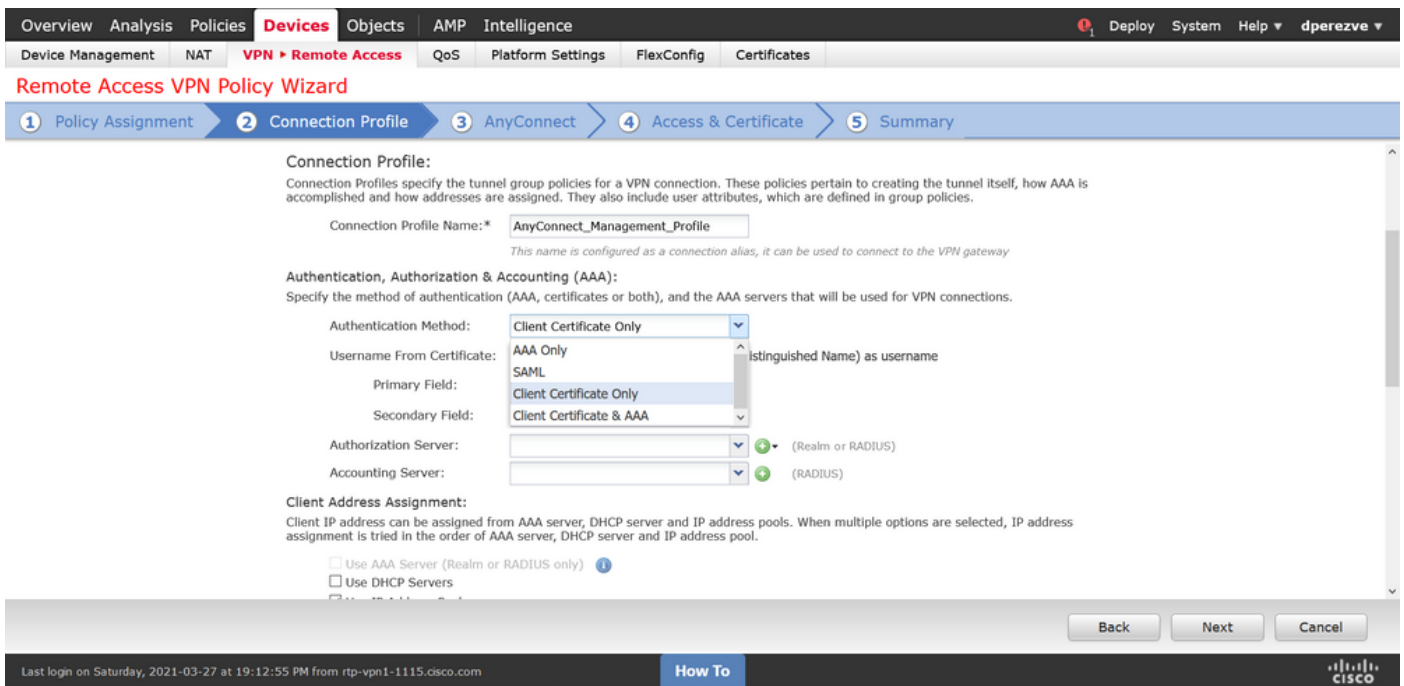 Overview Analysis Policies Devices Objects AMP Intelligence 1 Deploy System Help dperezve
Device Management NAT VPN ▸ Remote Access QoS Platform Settings FlexConfig Certificates
Remote Access VPN Policy Wizard
1 Policy Assignment 2 Connection Profile 3 AnyConnect 4 Access & Certificate 5 Summary
Connection Profile:
Connection Profiles specify the tunnel group policies for a VPN connection. These policies pertain to creating the tunnel itself, how AAA is
accomplished and how addresses are assigned. They also include user attributes, which are defined in group policies.
Connection Profile Name:* AnyConnect_Management_Profile
This name is configured as a connection alias, it can be used to connect to the VPN gateway
Authentication, Authorization & Accounting (AAA):
Specify the method of authentication (AAA, certificates or both), and the AAA servers that will be used for VPN connections.
Authentication Method: Client Certificate Only
AAA Only
Username From Certificate: istinguished Name) as username
SAML
Primary Field: Client Certificate Only
Secondary Field: Client Certificate & AAA
Authorization Server: (Realm or RADIUS)
Accounting Server: (RADIUS)
Client Address Assignment:
Client IP address can be assigned from AAA server, DHCP server and IP address pools. When multiple options are selected, IP address
assignment is tried in the order of AAA server, DHCP server and IP address pool.
Use AAA Server (Realm or RADIUS only) i
Use DHCP Servers
Back Next Cancel
Last login on Saturday, 2021-03-27 at 19:12:55 PM from rtp-vpn1-1115.cisco.com How To CISCO